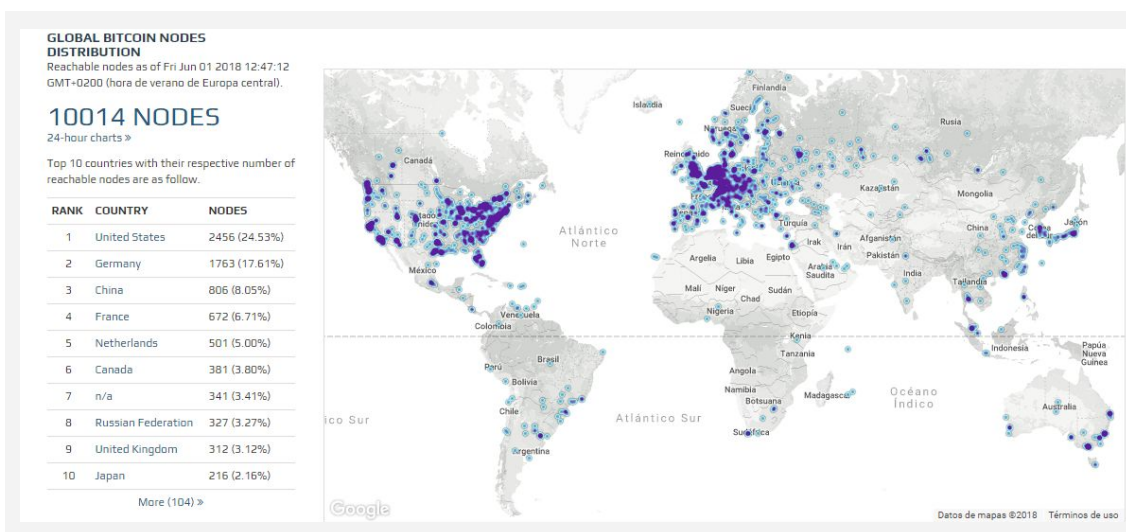 GLOBAL BITCOIN NODES
DISTRIBUTION
Reachable nodes as of Fri Jun 01 2018 12:47:12
GMT+0200 (hora de verano de Europa central).
10014 NODES
24-hour charts »
Top 10 countries with their respective number of
reachable nodes are as follow.
RANK COUNTRY NODES
1 United States 2456 (24.53%)
2 Germany 1763 (17.61%)
3 China 806 (8.05%)
4 France 672 (6.71%)
5 Netherlands 501 (5.00%)
6 Canada 381 (3.80%)
7 n/a 341 (3.41%)
8 Russian Federation 327 (3.27%)
9 United Kingdom 312 (3.12%)
10 Japan 216 (2.16%)
More (104) »
Finlandia
Islandia
Rusia
Canadá
Kazajistán
Mongolia
Atlántico
Norte
Turquía
China
Japón
Irak
Irán
Afganistán
Pakistán
Argelia
Libia
Egipto
Arabia
Saudita
India
Tailandia
México
Malí
Níger
Chad
Sudán
Nigeria
Etiopía
Venezuela
Colombia
Kenia
Indonesia
Papúa
Nueva
Guinea
Tanzania
Perú
Brasil
Bolivia
Angola
Namibia
Botsuana
Madagascar
Océano
Índico
Australia
Chile
ico Sur
Atlántico Sur
Sudáfrica
Argentina
Google
Datos de mapas ©2018 Términos de uso